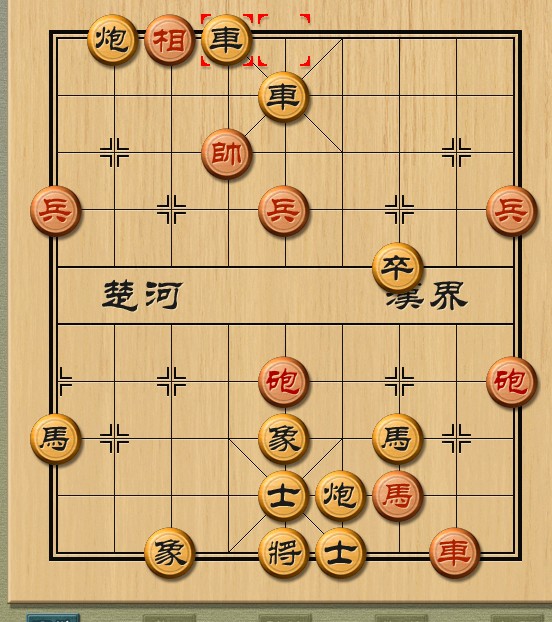 炮 相 車
車
帥
兵 兵 兵
卒
楚河 漢界
砲 砲
馬 象 馬
士 炮 馬
象 將 士 車